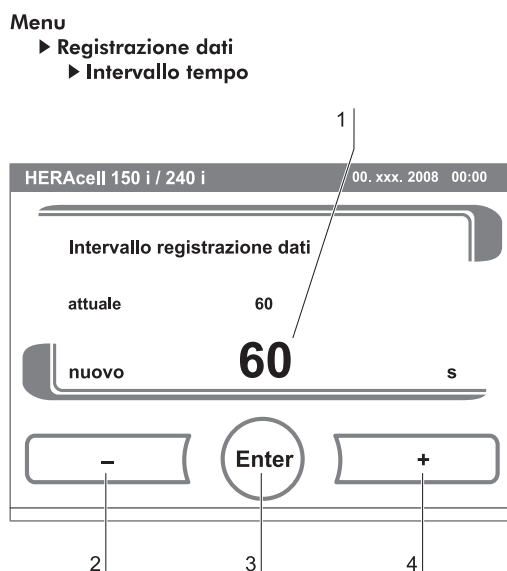 Menu
▶ Registrazione dati
▶ Intervallo tempo
1
HERAcell 150 i / 240 i 00. xxx. 2008 00:00
Intervallo registrazione dati
attuale 60
nuovo 60 s
– Enter +
2 3 4